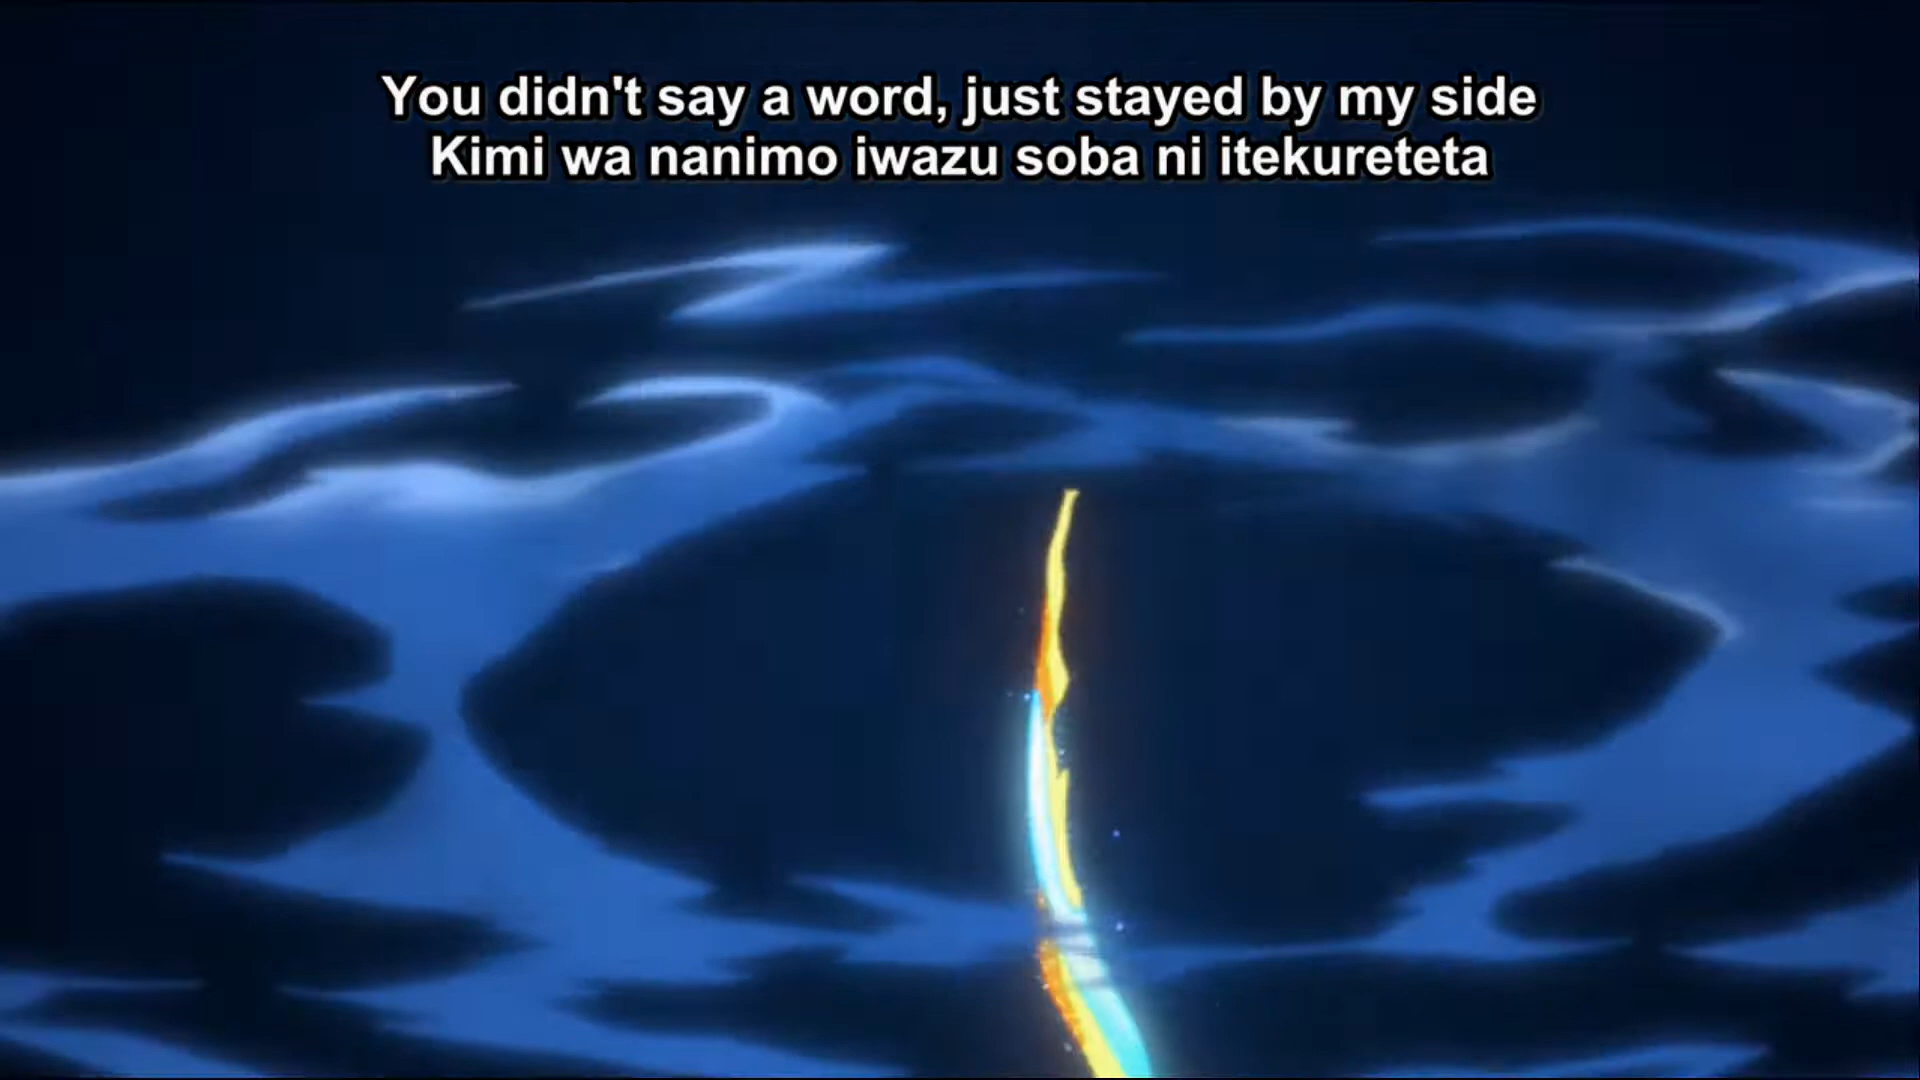 You didn't say a word, just stayed by my side
Kimi wa nanimo iwazu soba ni itekureteta